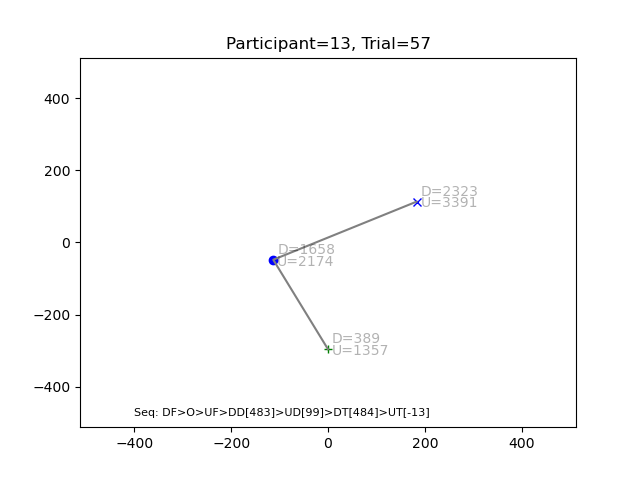 Participant=13, Trial=57
400
200
0
−200
−400
D=2323
U=3391
D=1658
U=2174
D=389
U=1357
Seq: DF>O>UF>DD[483]>UD[99]>DT[484]>UT[-13]
−400
−200
0
200
400